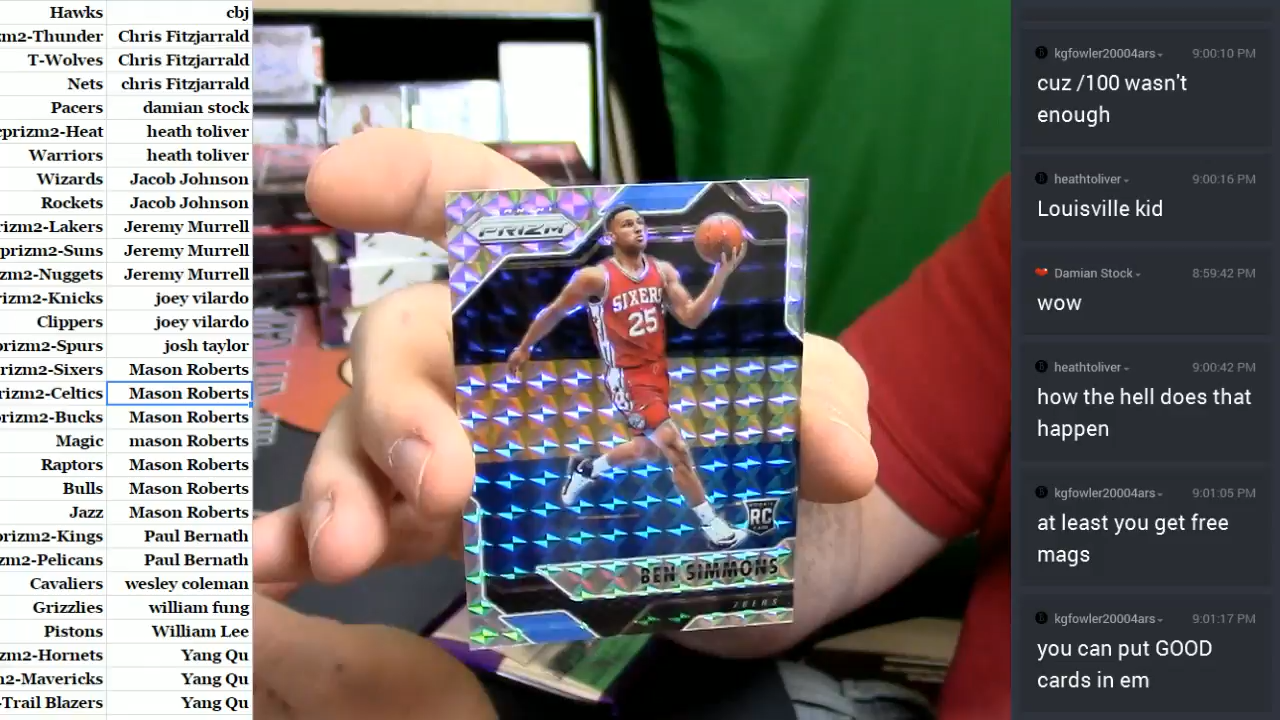 Hawks cbj
zm2-Thunder Chris Fitzjarrald
T-Wolves Chris Fitzjarrald
Nets chris Fitzjarrald
Pacers damian stock
cprizm2-Heat heath toliver
Warriors heath toliver
Wizards Jacob Johnson
Rockets Jacob Johnson
rizm2-Lakers Jeremy Murrell
prizm2-Suns Jeremy Murrell
zm2-Nuggets Jeremy Murrell
rizm2-Knicks joey vilardo
Clippers joey vilardo
prizm2-Spurs josh taylor
prizm2-Sixers Mason Roberts
rizm2-Celtics Mason Roberts
prizm2-Bucks Mason Roberts
Magic mason Roberts
Raptors Mason Roberts
Bulls Mason Roberts
Jazz Mason Roberts
prizm2-Kings Paul Bernath
zm2-Pelicans Paul Bernath
Cavaliers wesley coleman
Grizzlies william fung
Pistons William Lee
zm2-Hornets Yang Qu
n2-Mavericks Yang Qu
-Trail Blazers Yang Qu
PANINI
PRIZM
SIXERS
25
RC
BEN SIMMONS
76ERS
kgfowler20004ars 9:00:10 PM
cuz /100 wasn't
enough
heathtoliver 9:00:16 PM
Louisville kid
Damian Stock 8:59:42 PM
wow
heathtoliver 9:00:42 PM
how the hell does that
happen
kgfowler20004ars 9:01:05 PM
at least you get free
mags
kgfowler20004ars 9:01:17 PM
you can put GOOD
cards in em